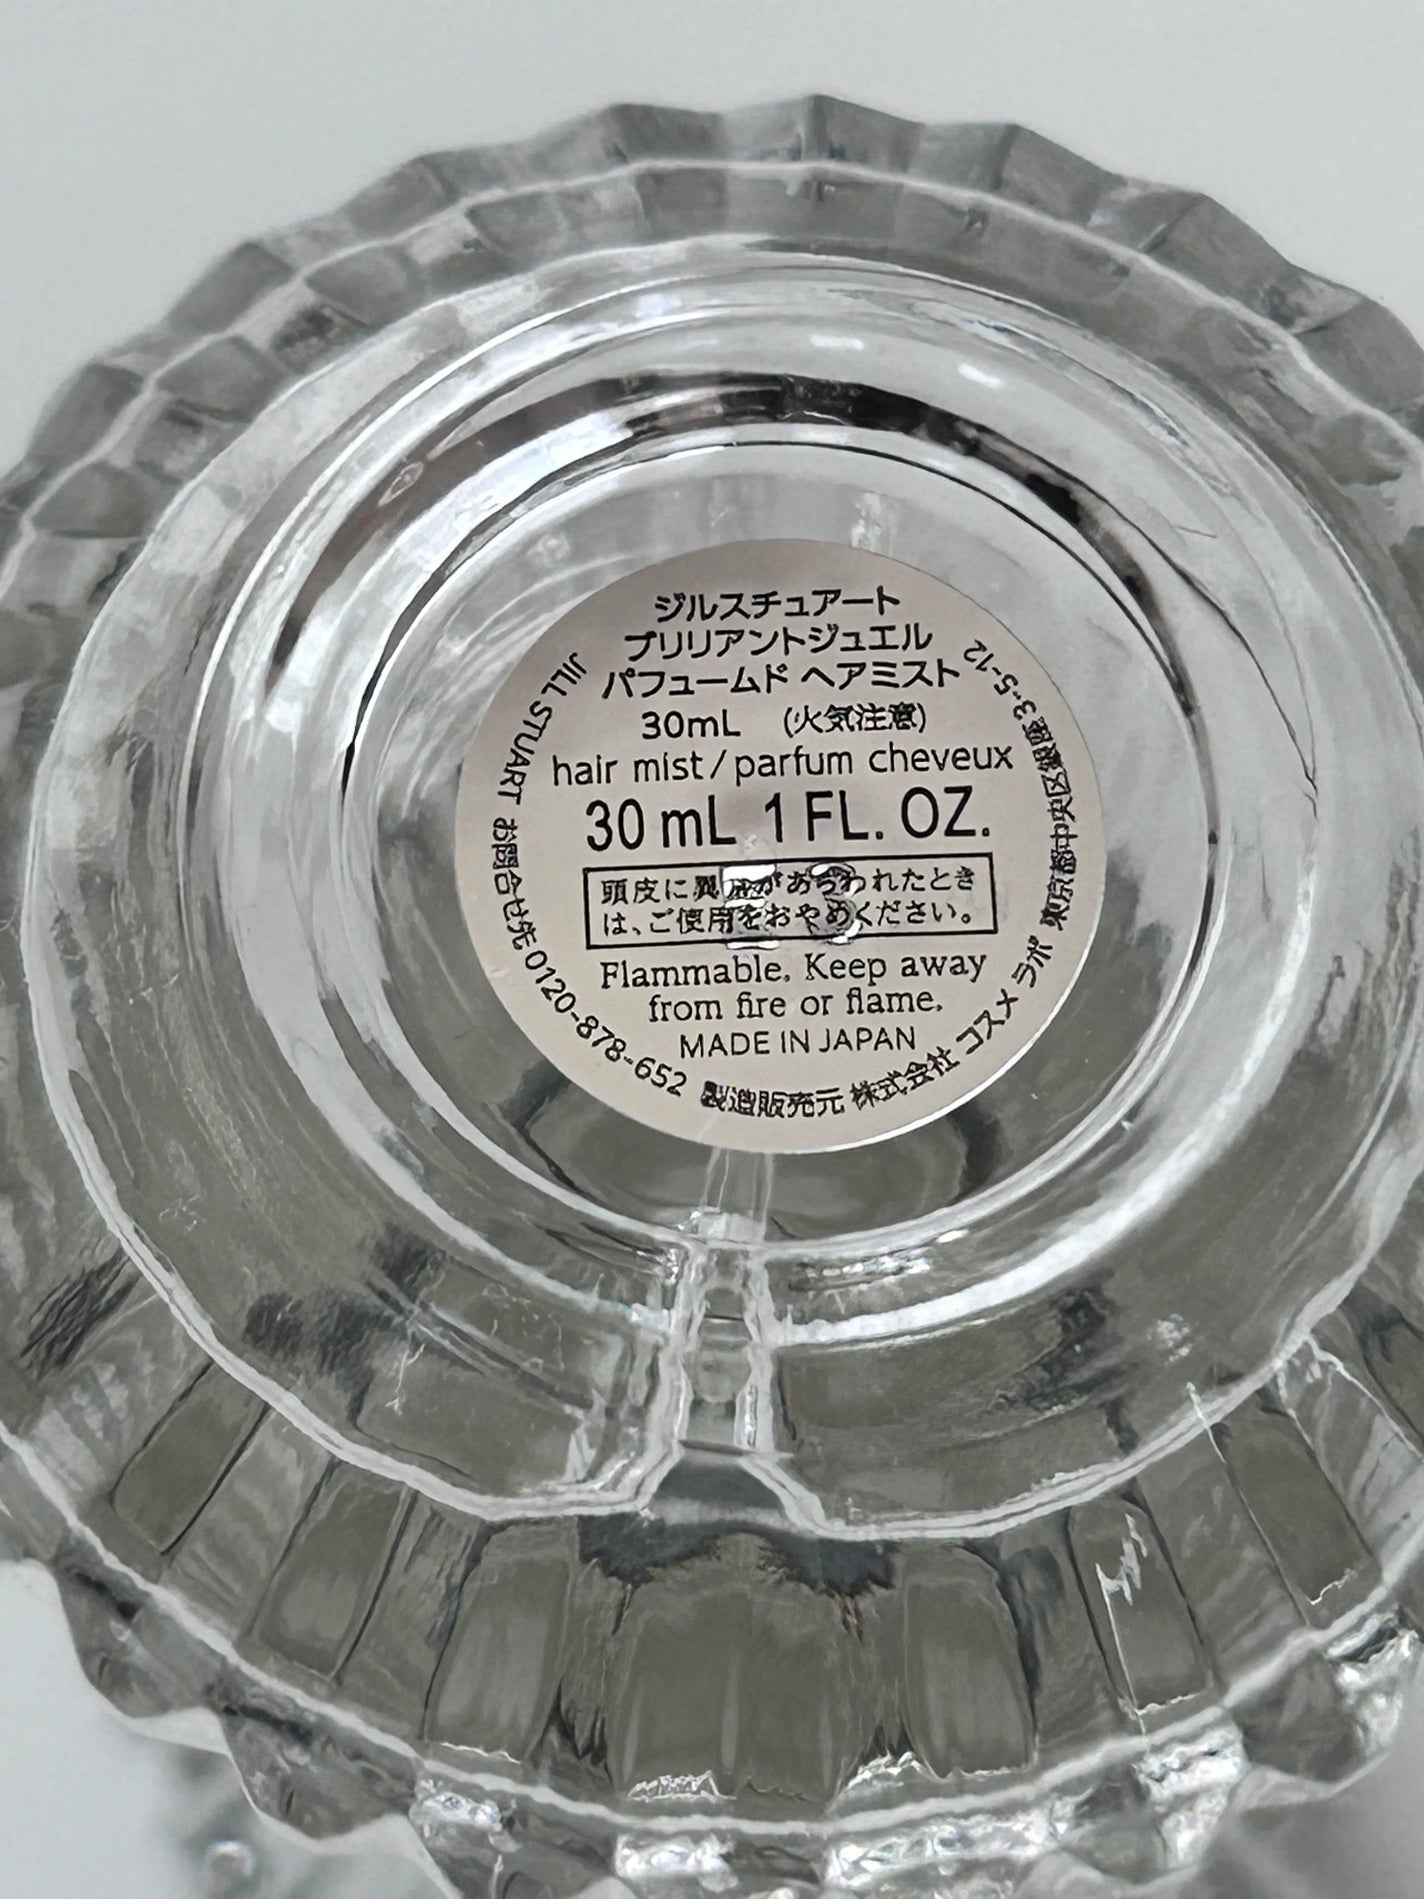 ジルスチュアート
ブリリアントジュエル
パフュームド ヘアミスト
30mL (火気注意)
hair mist/parfum cheveux
30 mL 1 FL. OZ.
頭皮に異常があらわれたとき
は、ご使用をおやめください。
Flammable. Keep away
from fire or flame.
MADE IN JAPAN
JILL STUART お問合せ先 0120-878-652 製造販売元 株式会社 コスメ ラボ 東京都中央区銀座 3-5-12